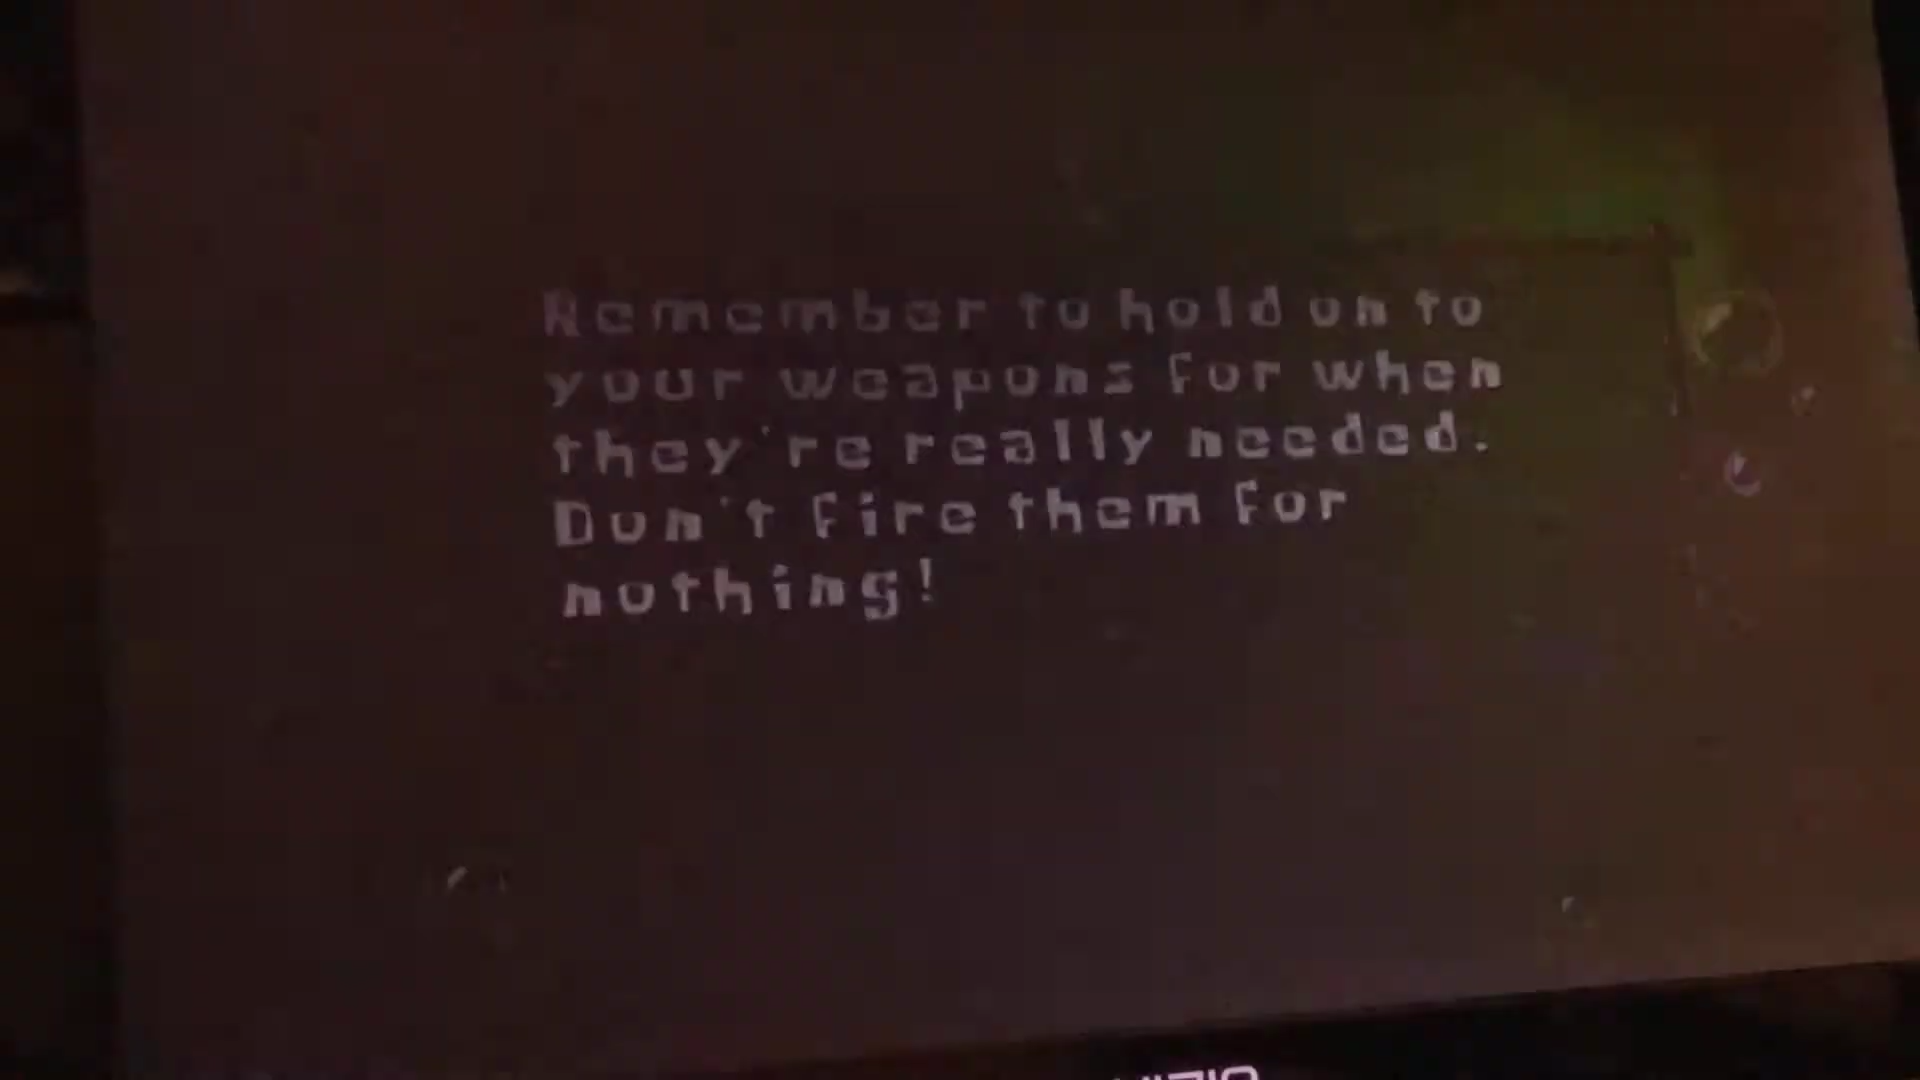 Remember to hold on to
your weapons for when
they're really needed.
Don't fire them for
nothing!